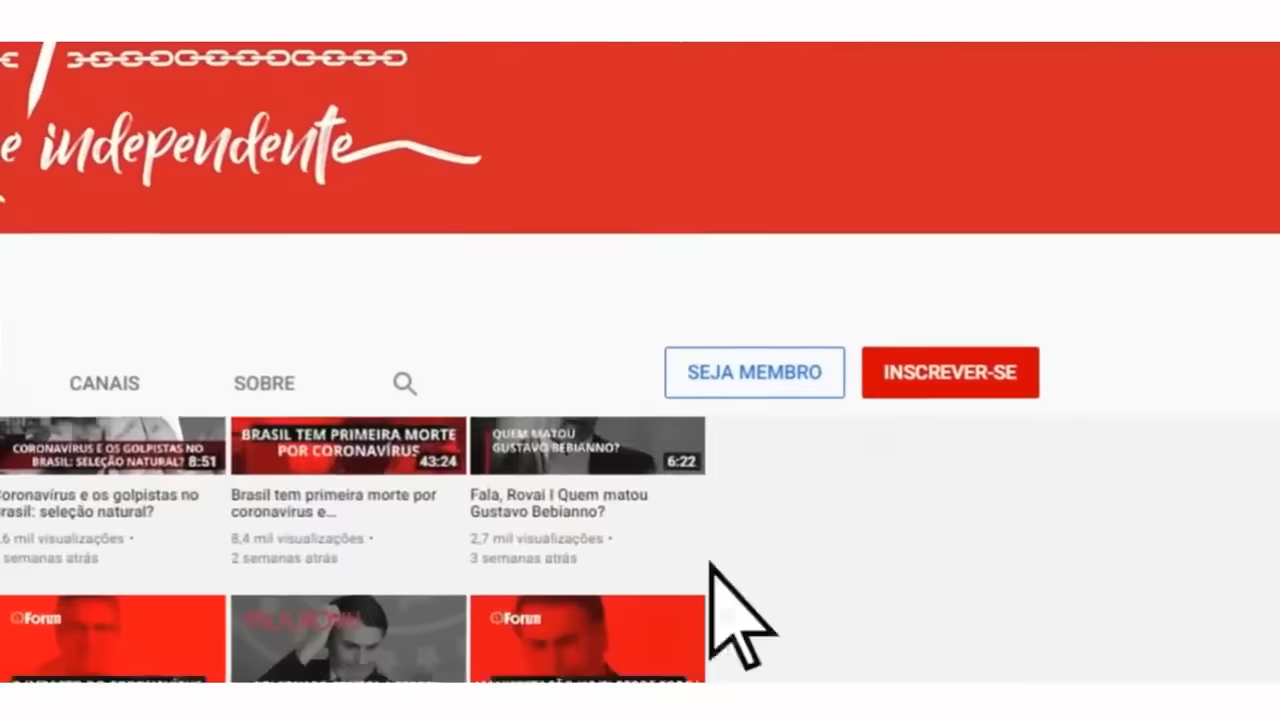 e independente
CANAIS
SOBRE
SEJA MEMBRO
INSCREVER-SE
CORONAVÍRUS E OS GOLPISTAS NO
BRASIL: SELEÇÃO NATURAL?
8:51
BRASIL TEM PRIMEIRA MORTE
POR CORONAVÍRUS
43:24
QUEM MATOU
GUSTAVO BEBIANNO?
6:22
oronavírus e os golpistas no
rasil: seleção natural?
.6 mil visualizações •
semanas atrás
Brasil tem primeira morte por
coronavírus e...
8,4 mil visualizações •
2 semanas atrás
Fala, Rovai I Quem matou
Gustavo Bebianno?
2,7 mil visualizações •
3 semanas atrás
Forum
Forum